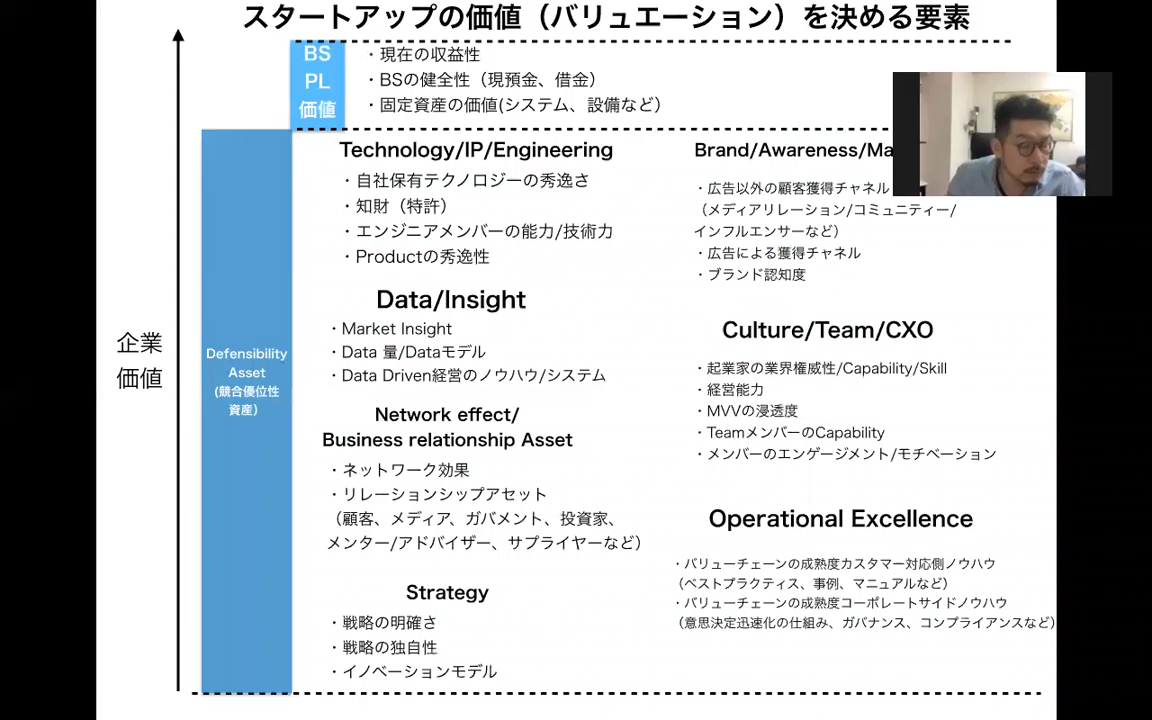 スタートアップの価値（バリュエーション）を決める要素
BS
PL
価値
・現在の収益性
・BSの健全性（現預金、借金）
・固定資産の価値(システム、設備など）
企業
価値
Defensibility
Asset
(競合優位性
資産）
Technology/IP/Engineering
・自社保有テクノロジーの秀逸さ
・知財（特許）
・エンジニアメンバーの能力/技術力
・Productの秀逸性
Data/Insight
・Market Insight
・Data 量/Dataモデル
・Data Driven経営のノウハウ/システム
Network effect/
Business relationship Asset
・ネットワーク効果
・リレーションシップアセット
（顧客、メディア、ガバメント、投資家、
メンター/アドバイザー、サプライヤーなど）
Strategy
・戦略の明確さ
・戦略の独自性
・イノベーションモデル
Brand/Awareness/Ma
・広告以外の顧客獲得チャネル
（メディアリレーション/コミュニティー/
インフルエンサーなど）
・広告による獲得チャネル
・ブランド認知度
Culture/Team/CXO
・起業家の業界権威性/Capability/Skill
・経営能力
・MVVの浸透度
・TeamメンバーのCapability
・メンバーのエンゲージメント/モチベーション
Operational Excellence
・バリューチェーンの成熟度カスタマー対応側ノウハウ
（ベストプラクティス、事例、マニュアルなど）
・バリューチェーンの成熟度コーポレートサイドノウハウ
（意思決定迅速化の仕組み、ガバナンス、コンプライアンスなど）